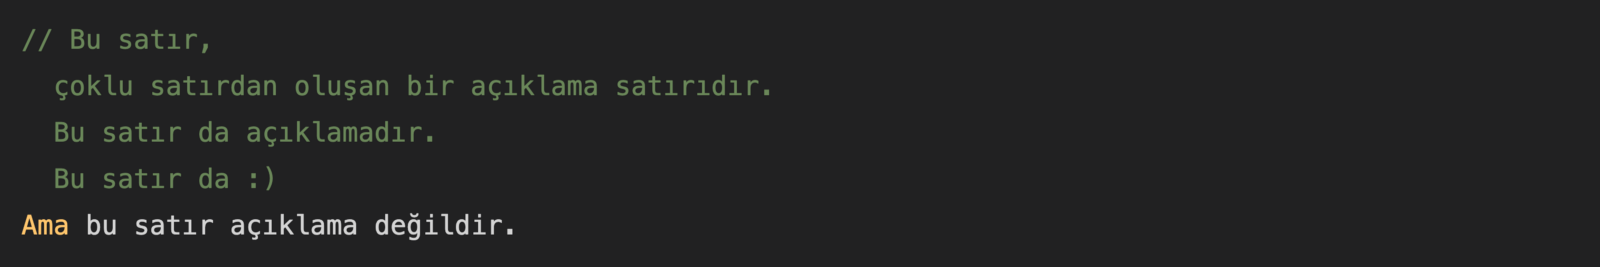 // Bu satır,
çoklu satırdan oluşan bir açıklama satırıdır.
Bu satır da açıklamadır.
Bu satır da :)
Ama bu satır açıklama değildir.